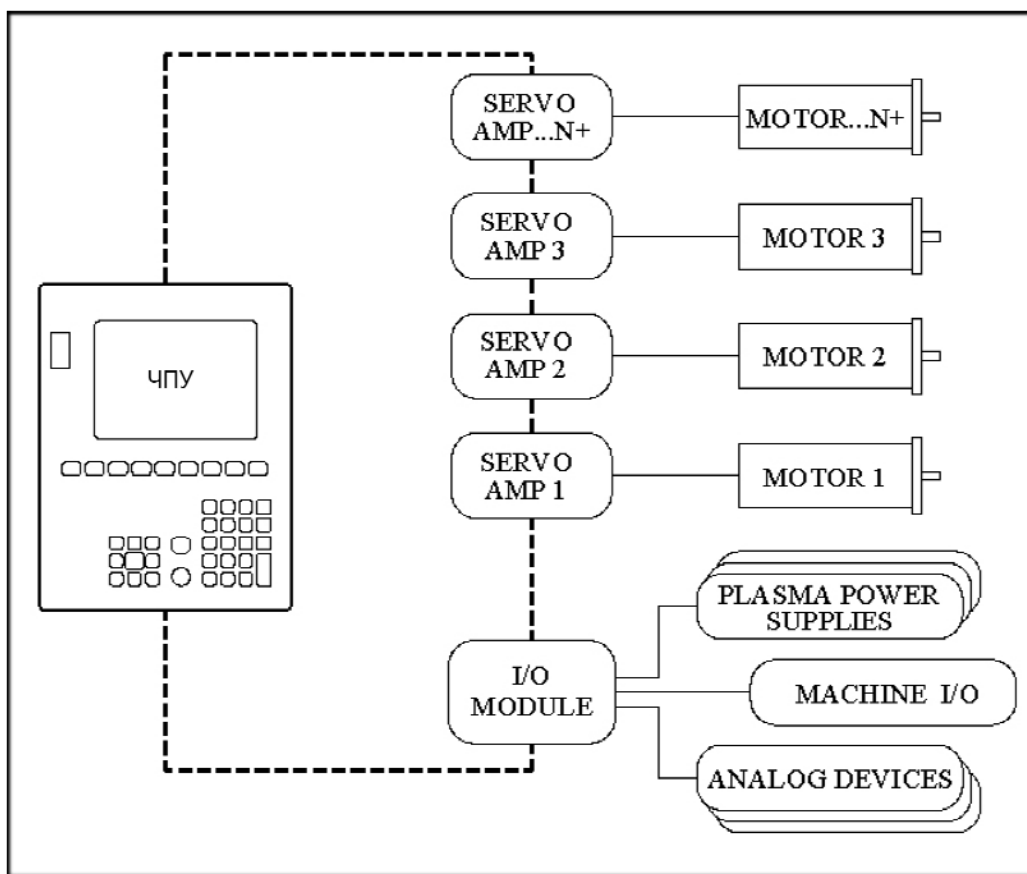 SERVO
AMP...N+
MOTOR...N+
SERVO
AMP 3
MOTOR 3
ЧПУ
SERVO
AMP 2
MOTOR 2
SERVO
AMP 1
MOTOR 1
PLASMA POWER
SUPPLIES
I/O
MODULE
MACHINE I/O
ANALOG DEVICES